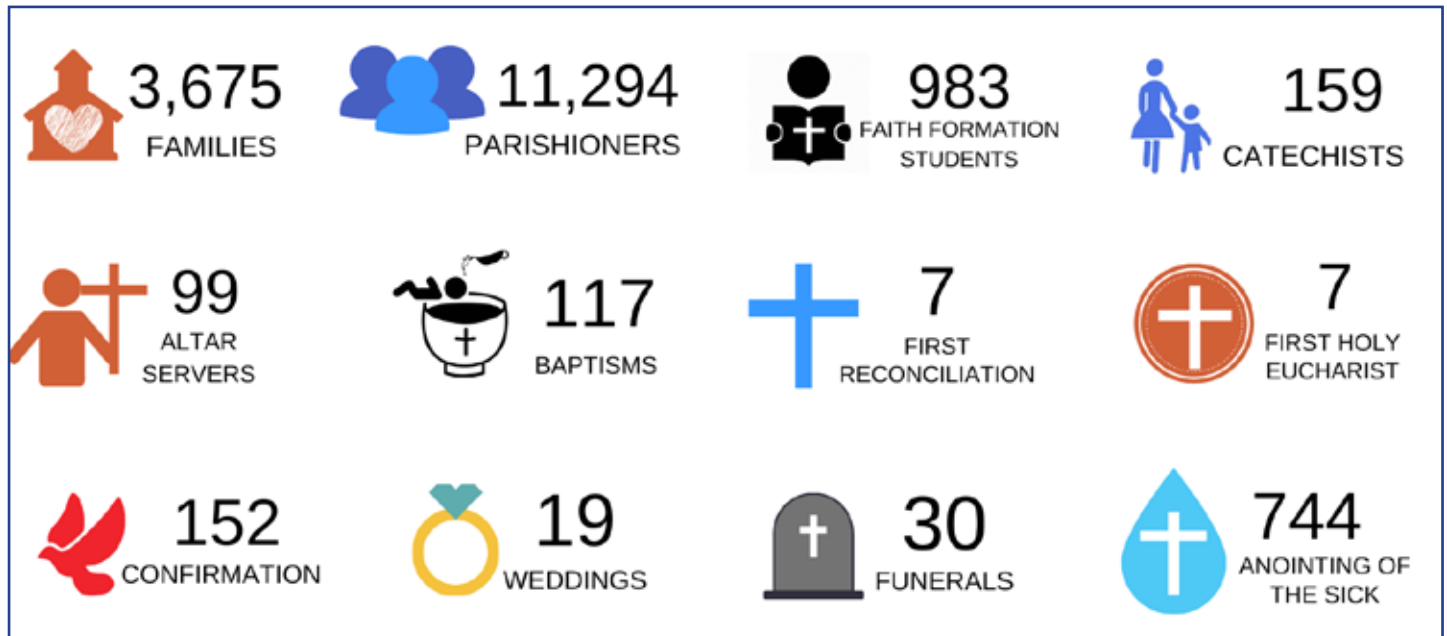 3,675
FAMILIES
11,294
PARISHIONERS
983
FAITH FORMATION
STUDENTS
159
CATECHISTS
99
ALTAR
SERVERS
117
BAPTISMS
7
FIRST
RECONCILIATION
7
FIRST HOLY
EUCHARIST
152
CONFIRMATION
19
WEDDINGS
30
FUNERALS
744
ANOINTING OF
THE SICK